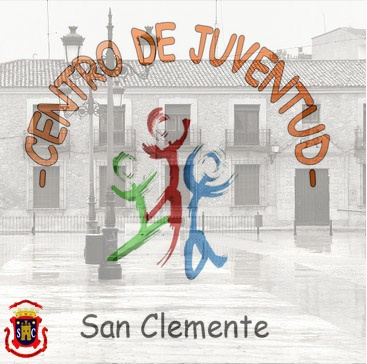 -CENTRO DE JUVENTUD-
S C
San Clemente